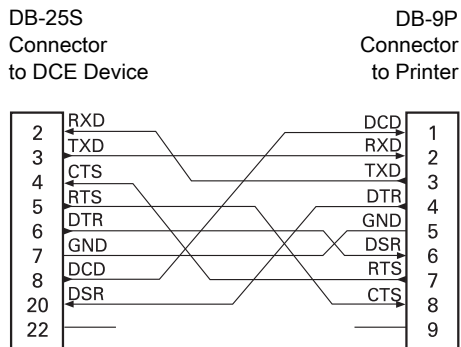 DB-25S DB-9P
Connector Connector
to DCE Device to Printer
2 RXD DCD 1
3 TXD RXD 2
4 CTS TXD 3
5 RTS DTR 4
6 DTR GND 5
7 GND DSR 6
8 DCD RTS 7
20 DSR CTS 8
22 9